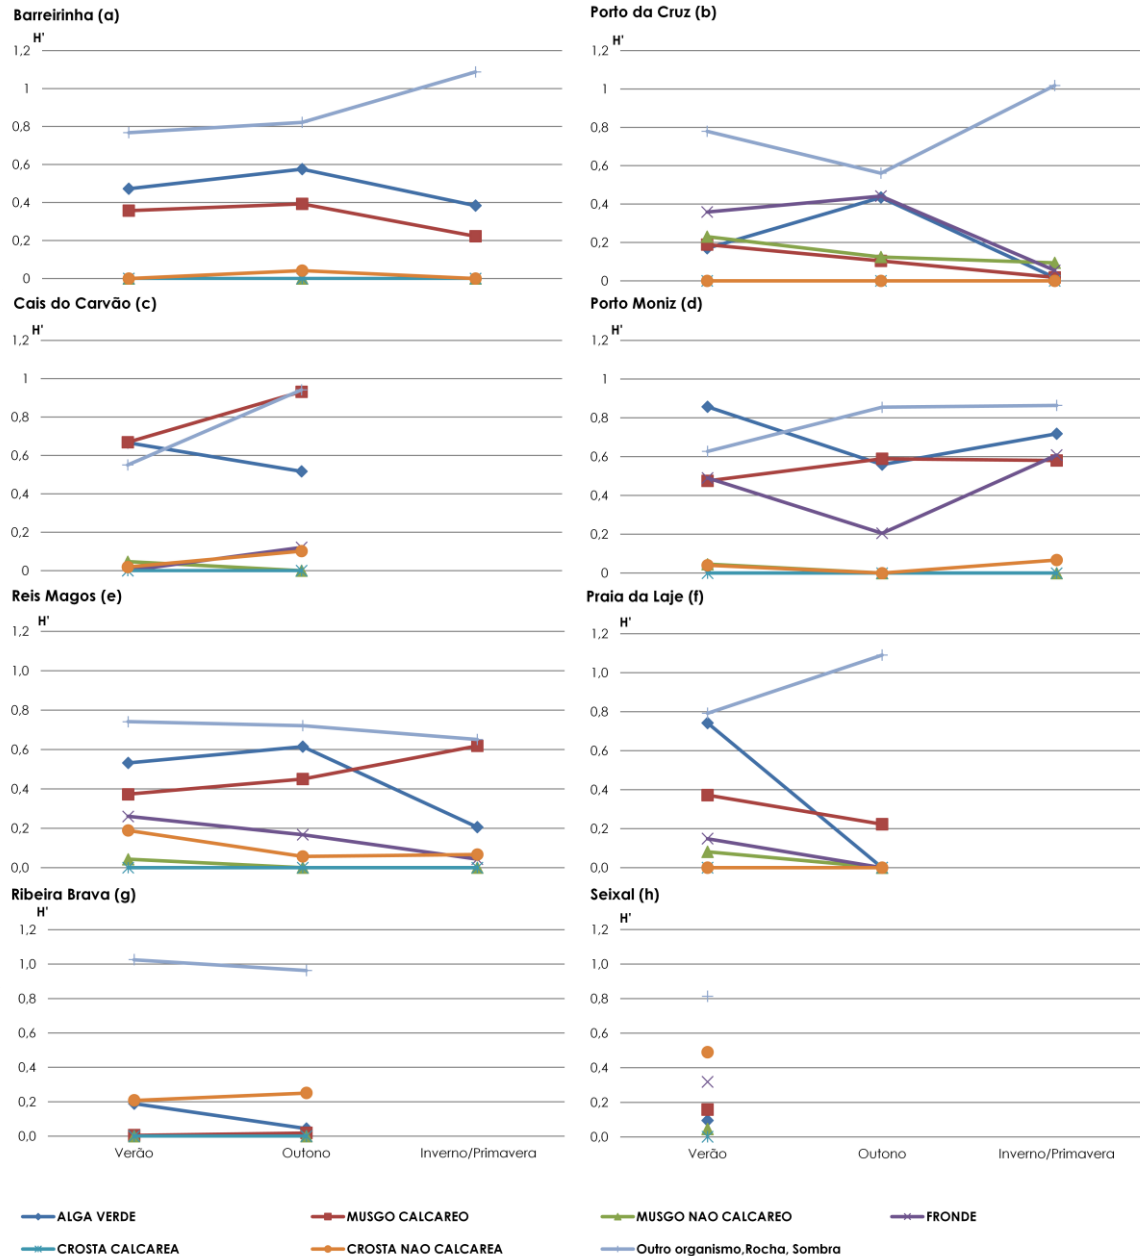 Barreirinha (a)
H'
1,2
1
0,8
0,6
0,4
0,2
0
Porto da Cruz (b)
H'
1,2
1
0,8
0,6
0,4
0,2
0
Cais do Carvão (c)
H'
1,2
1
0,8
0,6
0,4
0,2
0
Porto Moniz (d)
H'
1,2
1
0,8
0,6
0,4
0,2
0
Reis Magos (e)
H'
1,2
1,0
0,8
0,6
0,4
0,2
0,0
Praia da Laje (f)
H'
1,2
1,0
0,8
0,6
0,4
0,2
0,0
Ribeira Brava (g)
H'
1,2
1,0
0,8
0,6
0,4
0,2
0,0
Verão Outono Inverno/Primavera
Seixal (h)
H'
1,2
1,0
0,8
0,6
0,4
0,2
0,0
Verão Outono Inverno/Primavera
ALGA VERDE MUSGO CALCAREO MUSGO NAO CALCAREO FRONDE
CROSTA CALCAREA CROSTA NAO CALCAREA Outro organismo,Rocha, Sombra